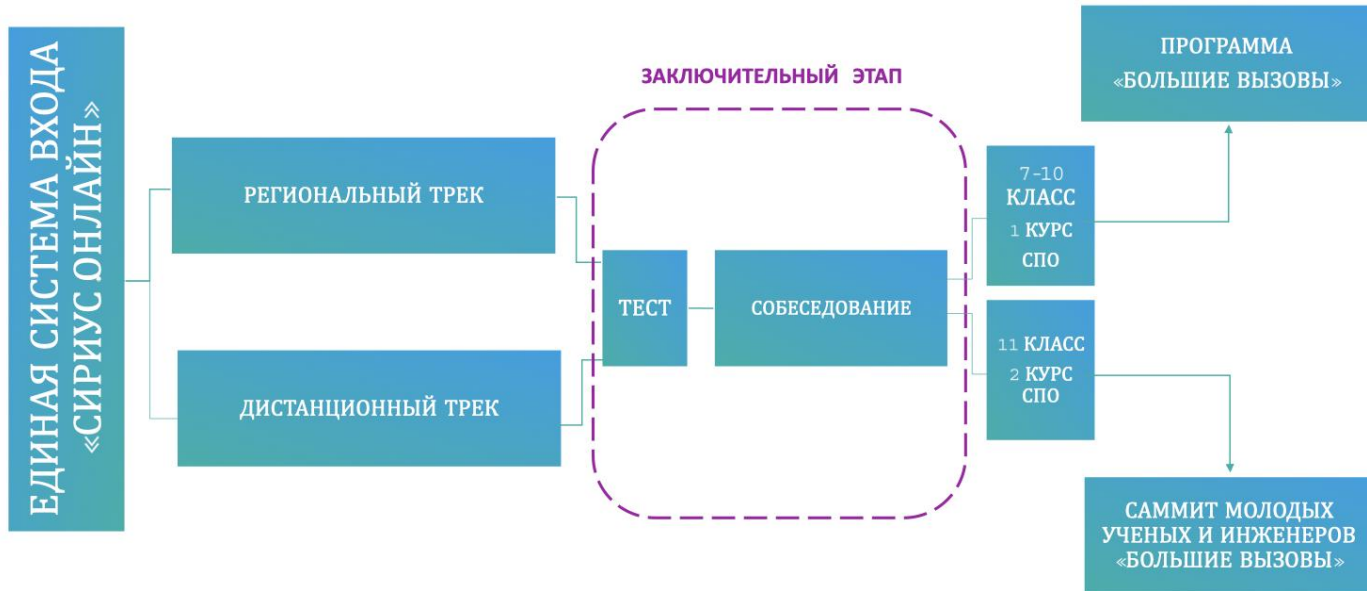 ЕДИНАЯ СИСТЕМА ВХОДА
«СИРИУС ОНЛАЙН»
РЕГИОНАЛЬНЫЙ ТРЕК
ДИСТАНЦИОННЫЙ ТРЕК
ЗАКЛЮЧИТЕЛЬНЫЙ ЭТАП
ТЕСТ
СОБЕСЕДОВАНИЕ
7-10
КЛАСС
1 КУРС
СПО
11 КЛАСС
2 КУРС
СПО
ПРОГРАММА
«БОЛЬШИЕ ВЫЗОВЫ»
САММИТ МОЛОДЫХ
УЧЕНЫХ И ИНЖЕНЕРОВ
«БОЛЬШИЕ ВЫЗОВЫ»